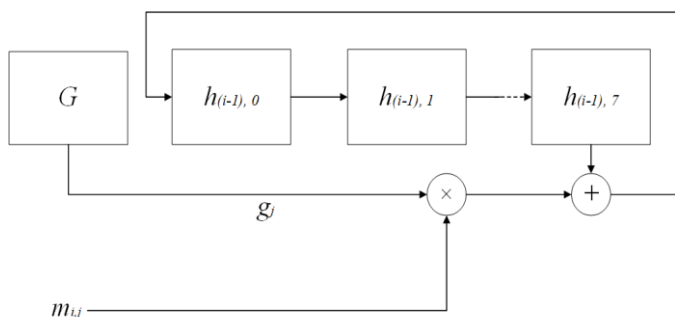 G
h(i-1), 0
h(i-1), 1
h(i-1), 7
×
+
gj
mi,j